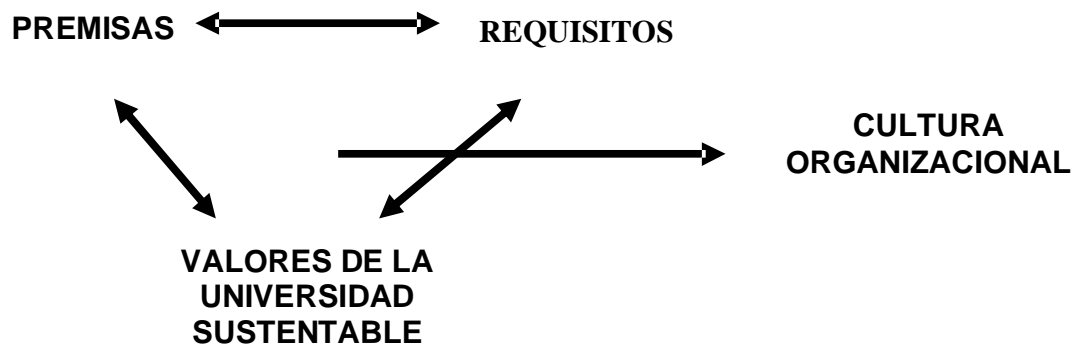 PREMISAS
REQUISITOS
CULTURA
ORGANIZACIONAL
VALORES DE LA
UNIVERSIDAD
SUSTENTABLE